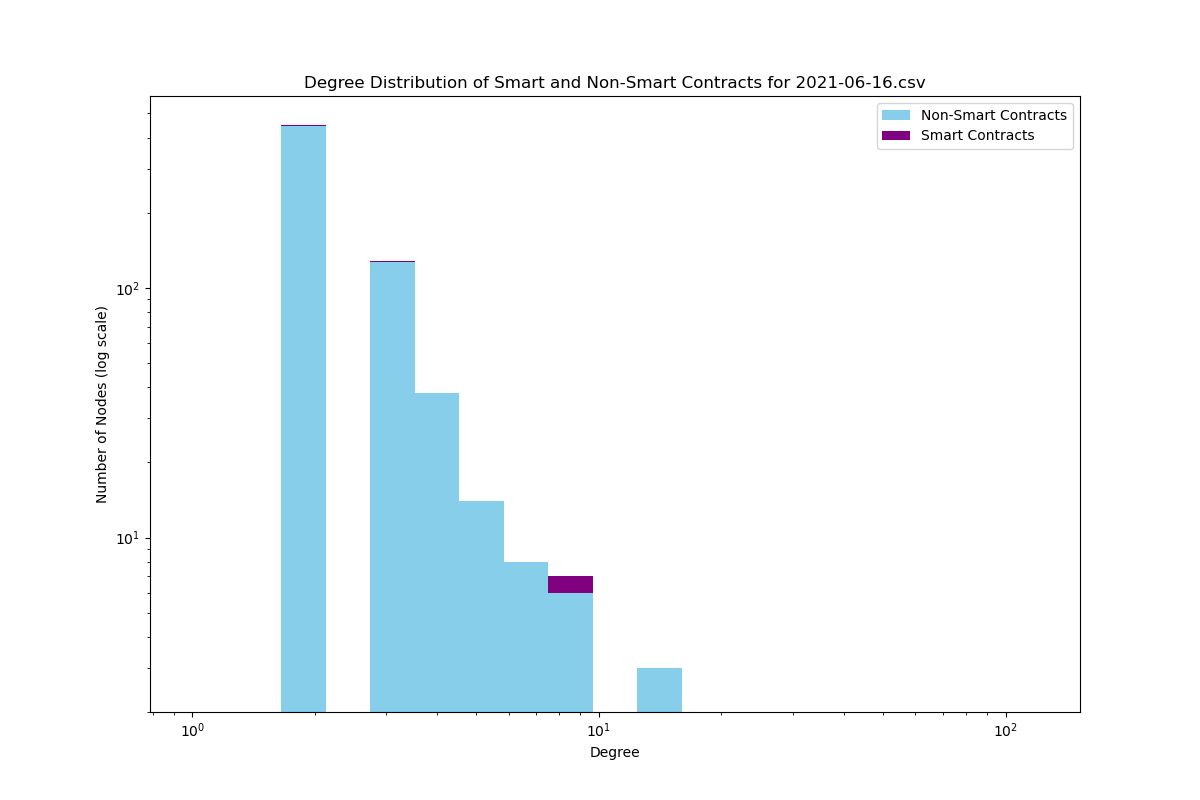 Degree Distribution of Smart and Non-Smart Contracts for 2021-06-16.csv
Non-Smart Contracts
Smart Contracts
Number of Nodes (log scale)
10²
10¹
10⁰ 10¹ 10²
Degree